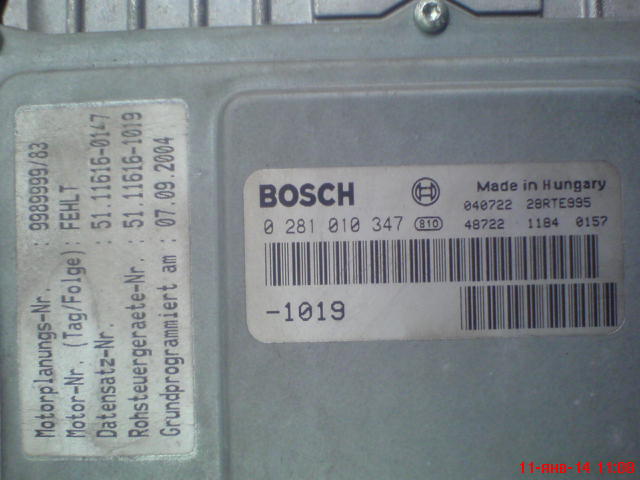 Motorplanungs-Nr. : 9989999/83
Motor-Nr. (Tag/Folge): FEHLT
Datensatz-Nr. : 51.11616-0147
Rohsteuergeraete-Nr. : 51.11616-1019
Grundprogrammiert am : 07.09.2004
BOSCH
Made in Hungary
040722 28RTE995
0 281 010 347 810 48722 1184 0157
-1019
11-янв-14 11:00